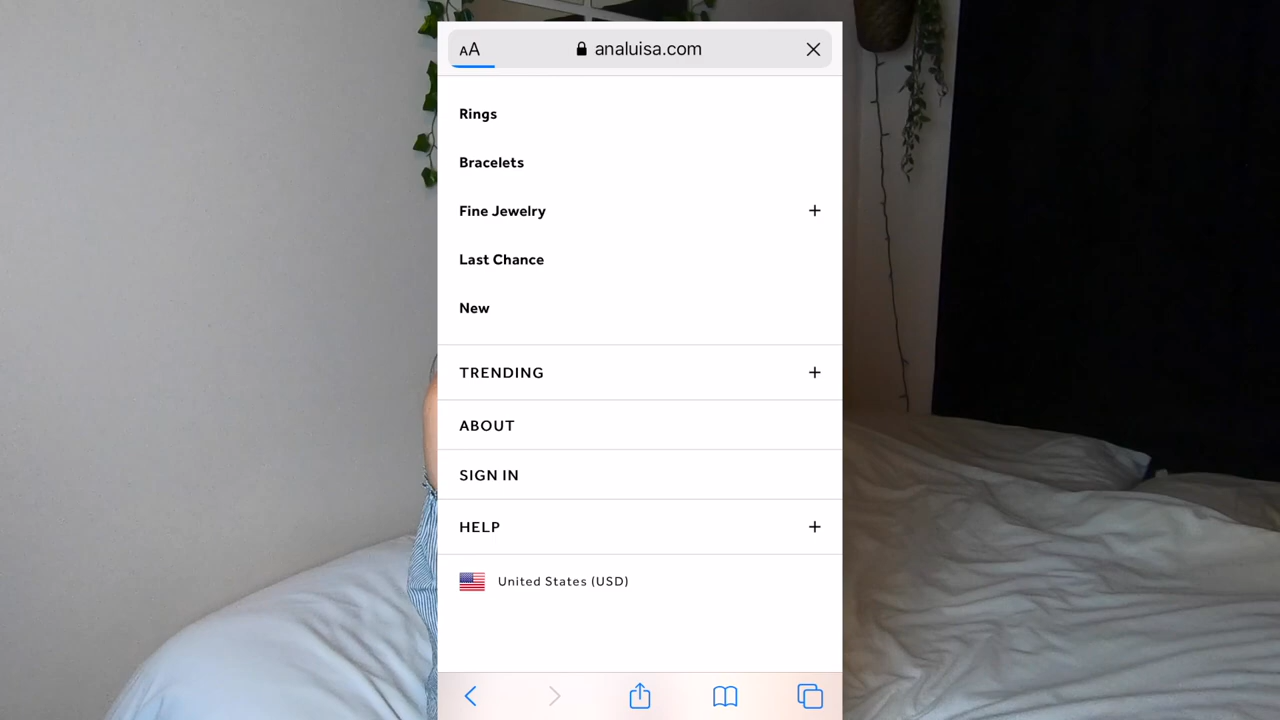 AA analuisa.com
Rings
Bracelets
Fine Jewelry +
Last Chance
New
TRENDING +
ABOUT
SIGN IN
HELP +
United States (USD)